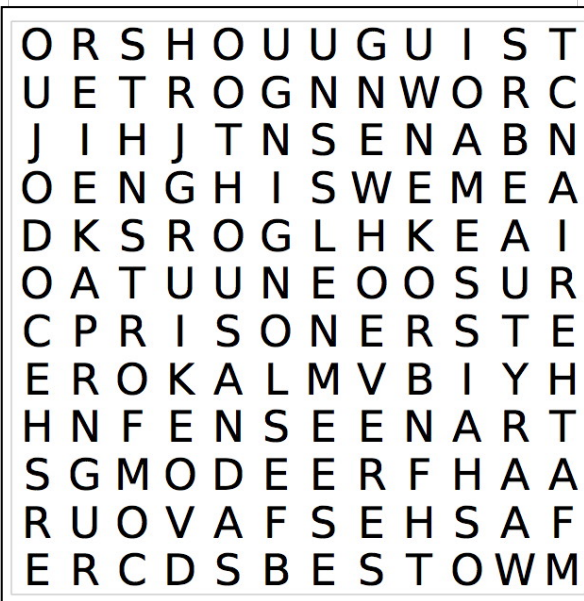 O R S H O U U G U I S T
U E T R O G N N W O R C
J I H J T N S E N A B N
O E N G H I S W E M E A
D K S R O G L H K E A I
O A T U U N E O O S U R
C P R I S O N E R S T E
E R O K A L M V B I Y H
H N F E N S E E N A R T
S G M O D E E R F H A A
R U O V A F S E H S A F
E R C D S B E S T O W M